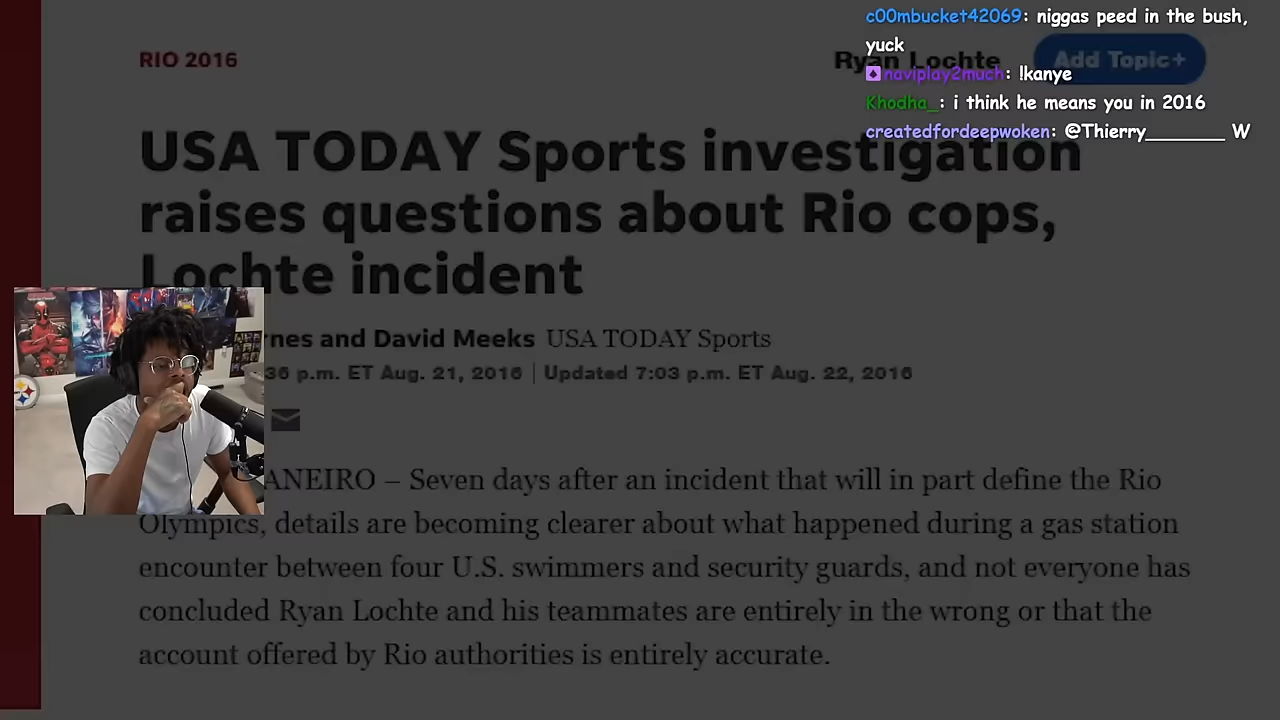 c00mbucket42069: niggas peed in the bush,
yuck
naviplay2much: !kanye
Khodha_: i think he means you in 2016
createdfordeepwoken: @Thierry_______ W
RIO 2016
Ryan Lochte
Add Topic+
USA TODAY Sports investigation
raises questions about Rio cops,
Lochte incident
rnes and David Meeks USA TODAY Sports
36 p.m. ET Aug. 21, 2016 | Updated 7:03 p.m. ET Aug. 22, 2016
ANEIRO – Seven days after an incident that will in part define the Rio
Olympics, details are becoming clearer about what happened during a gas station
encounter between four U.S. swimmers and security guards, and not everyone has
concluded Ryan Lochte and his teammates are entirely in the wrong or that the
account offered by Rio authorities is entirely accurate.